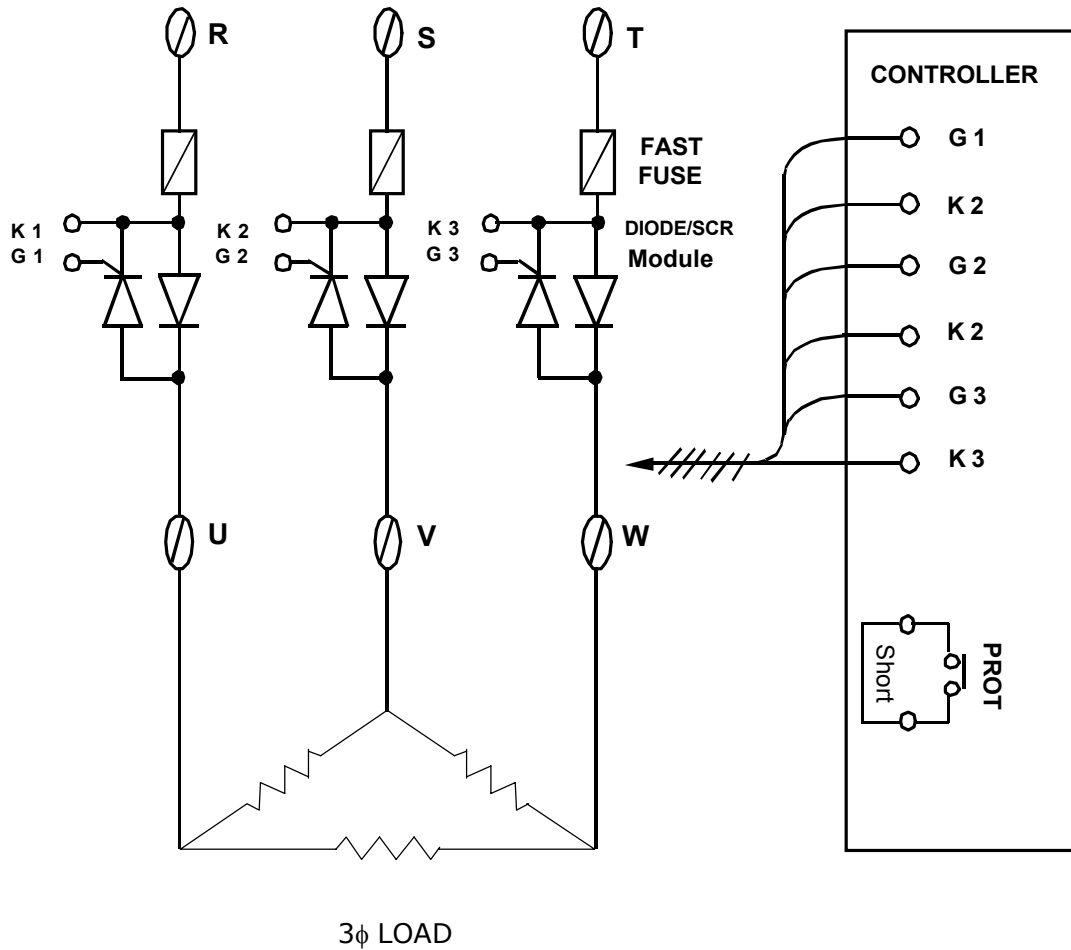 R
S
T
CONTROLLER
FAST
FUSE
K 1
G 1
K 2
G 2
K 3
G 3
DIODE/SCR
Module
G 1
K 2
G 2
K 2
G 3
K 3
U
V
W
Short
PROT
3ϕ LOAD